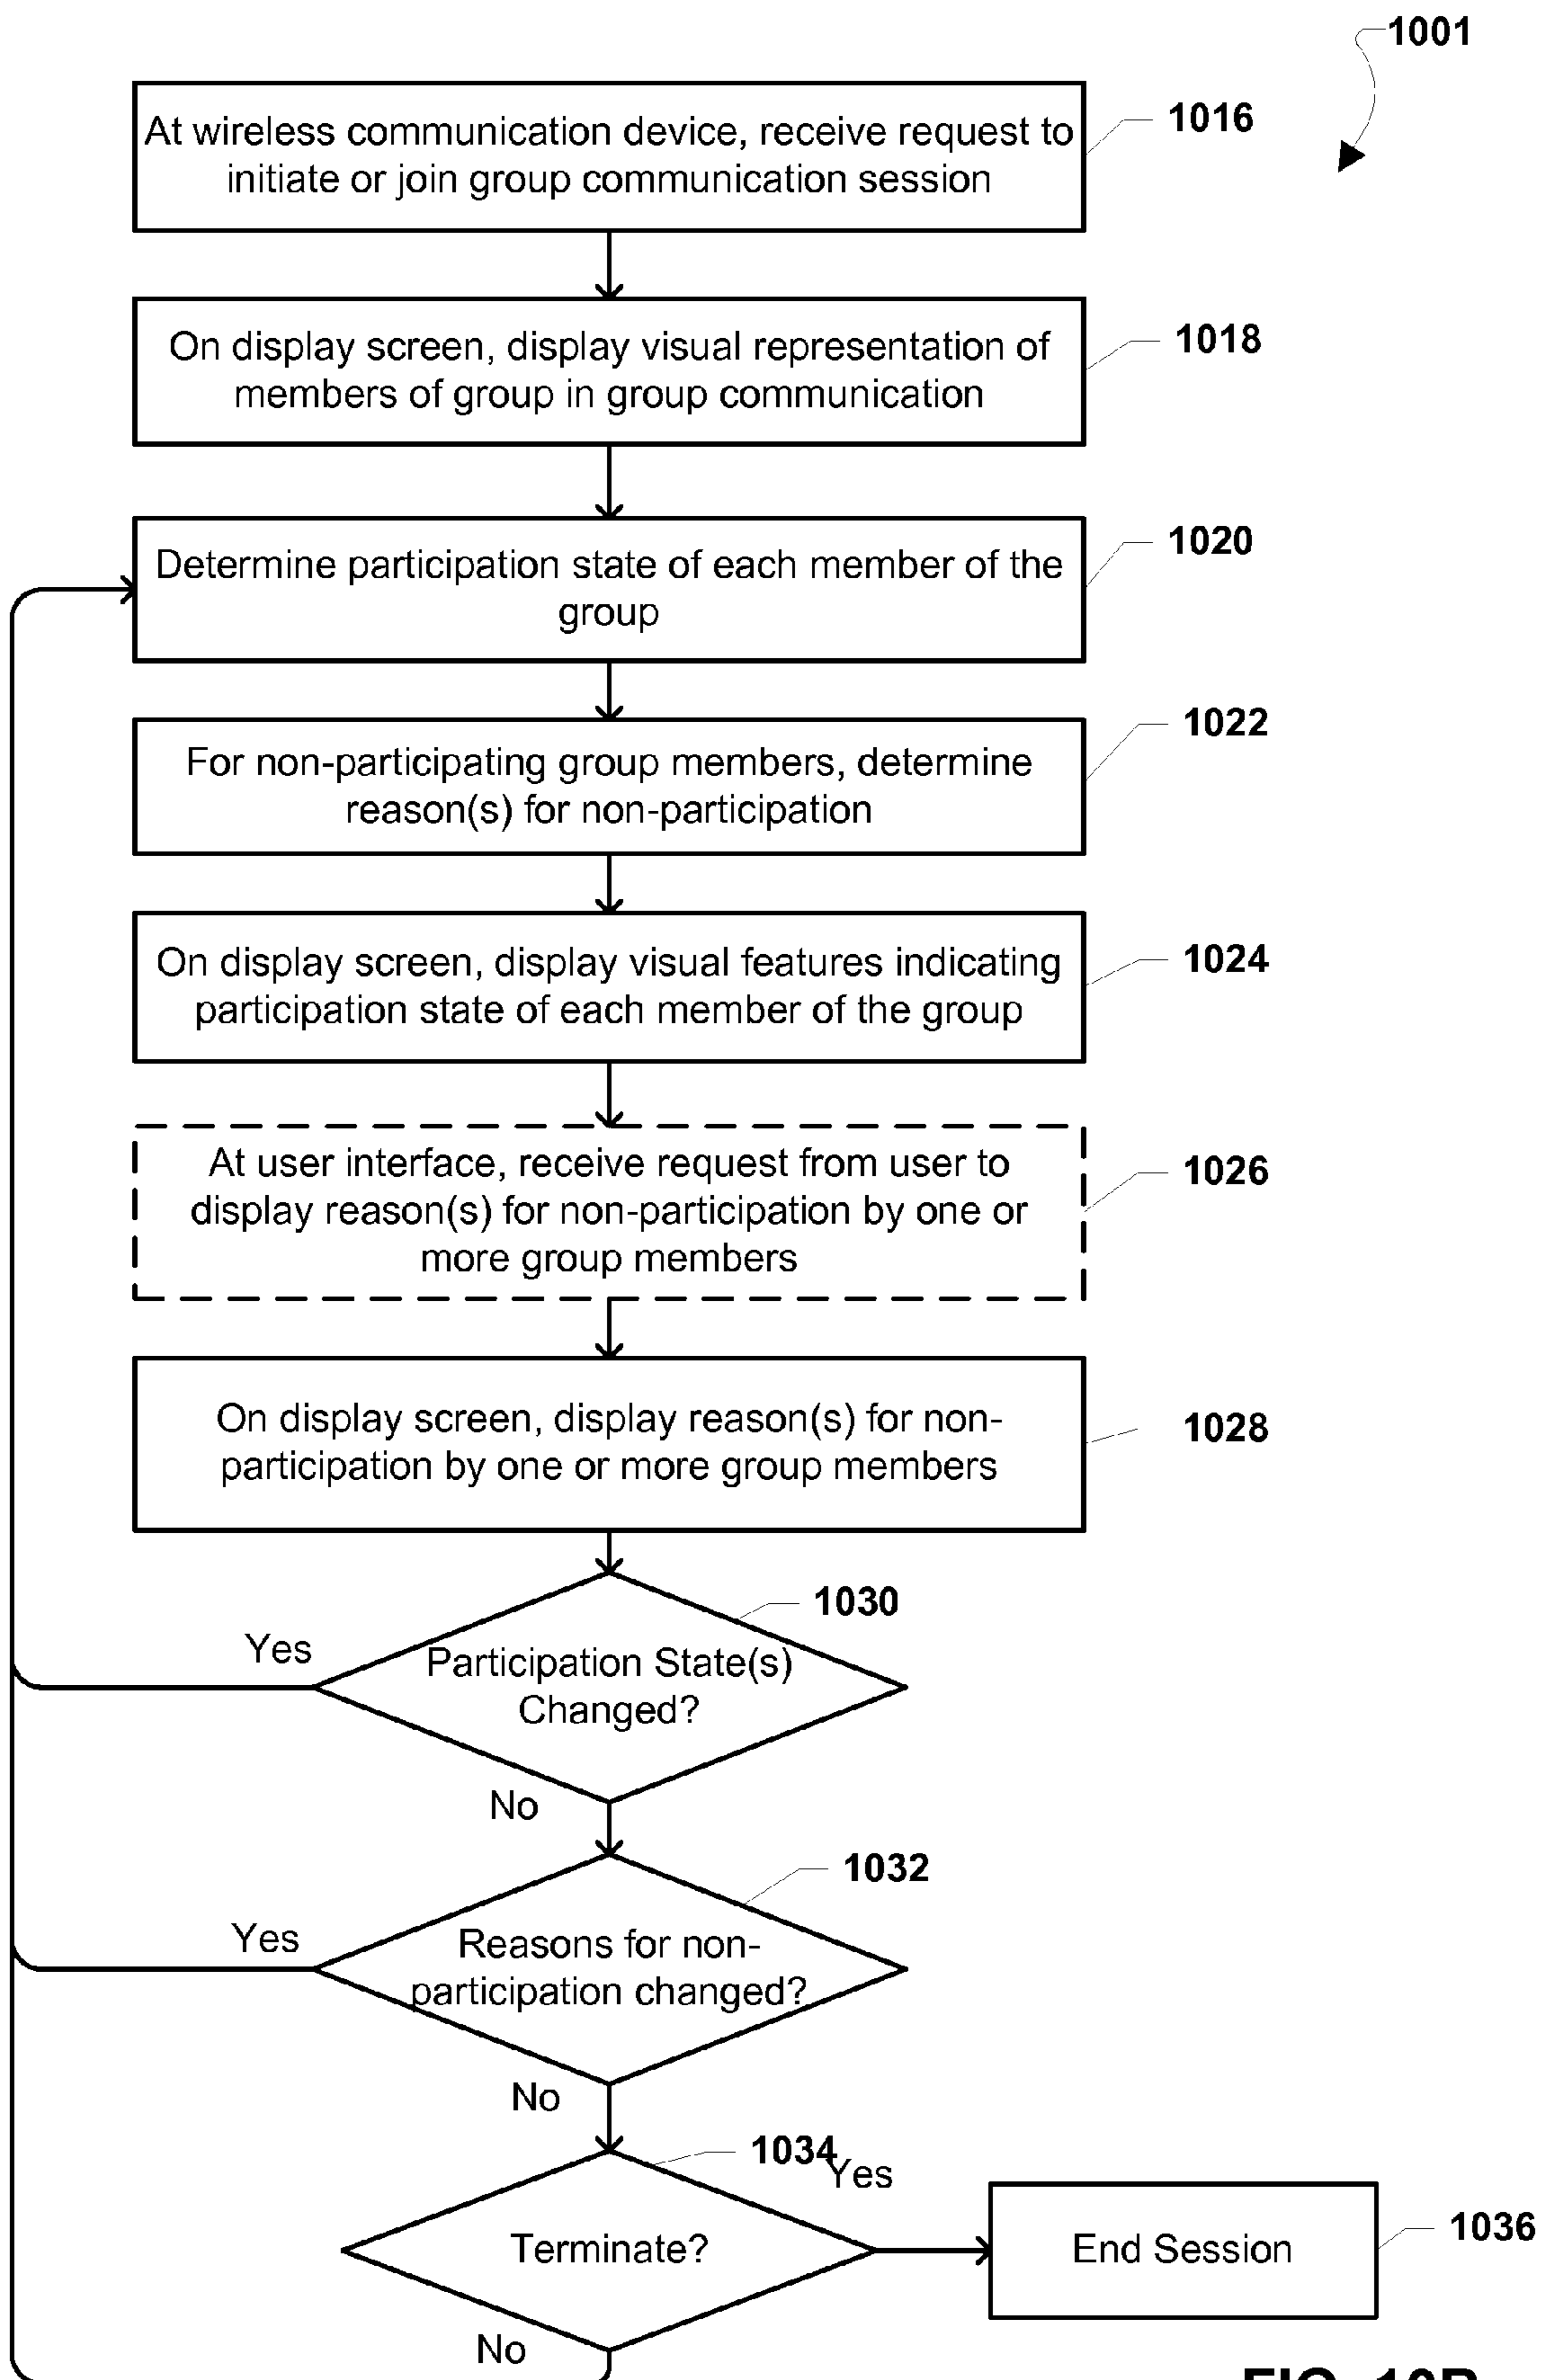 1001
At wireless communication device, receive request to
initiate or join group communication session
1016
On display screen, display visual representation of
members of group in group communication
1018
Determine participation state of each member of the
group
1020
For non-participating group members, determine
reason(s) for non-participation
1022
On display screen, display visual features indicating
participation state of each member of the group
1024
At user interface, receive request from user to
display reason(s) for non-participation by one or
more group members
1026
On display screen, display reason(s) for non-
participation by one or more group members
1028
1030
Yes
Participation State(s)
Changed?
No
1032
Yes
Reasons for non-
participation changed?
No
1034
Yes
Terminate?
End Session
1036
No
FIG. 10B